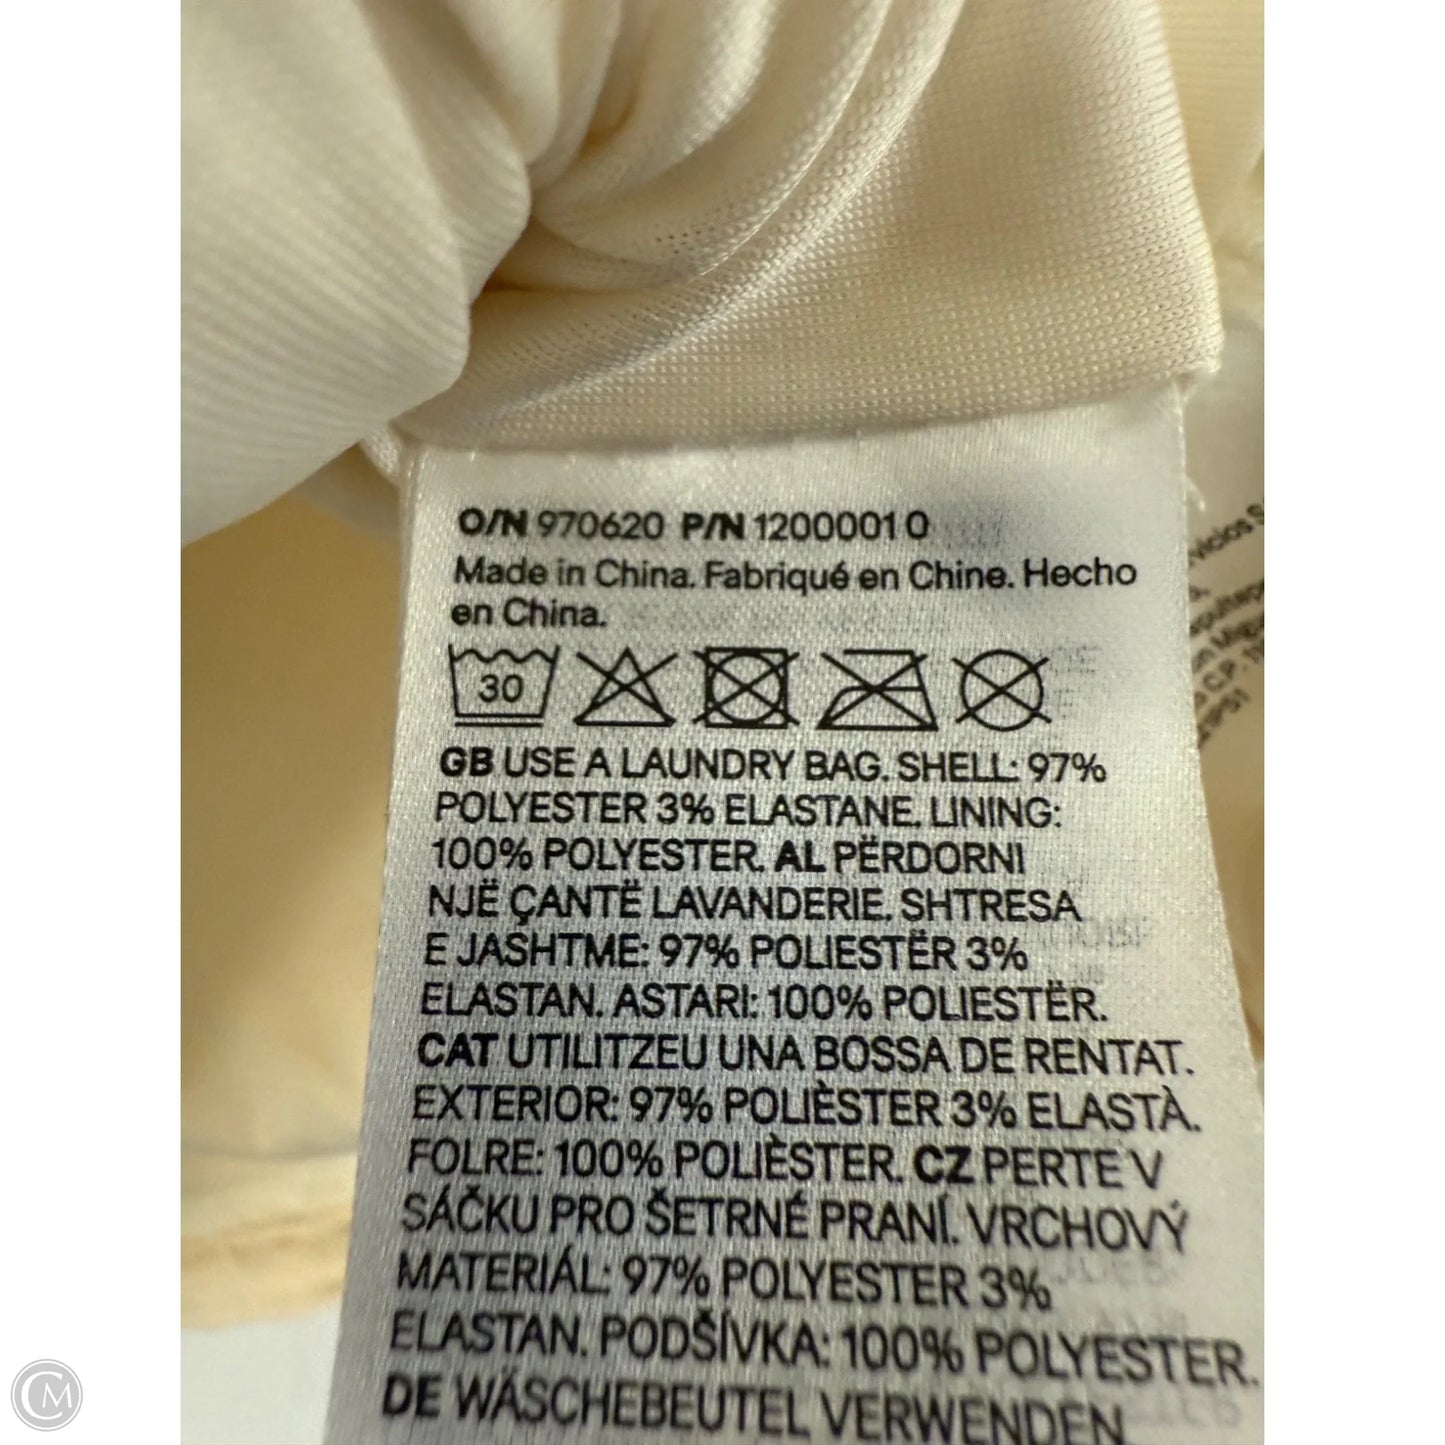 O/N 970620 P/N 1200001 0
Made in China. Fabriqué en Chine. Hecho
en China.
30
GB USE A LAUNDRY BAG. SHELL: 97%
POLYESTER 3% ELASTANE. LINING:
100% POLYESTER. AL PËRDORNI
NJË ÇANTË LAVANDERIE. SHTRESA
E JASHTME: 97% POLIESTËR 3%
ELASTAN. ASTARI: 100% POLIESTËR.
CAT UTILITZEU UNA BOSSA DE RENTAT.
EXTERIOR: 97% POLIÈSTER 3% ELASTÀ.
FOLRE: 100% POLIÈSTER. CZ PERTE V
SÁČKU PRO ŠETRNÉ PRANÍ. VRCHOVÝ
MATERIÁL: 97% POLYESTER 3%
ELASTAN. PODŠÍVKA: 100% POLYESTER.
DE WÄSCHEBEUTEL VERWENDEN
C.P.
CM